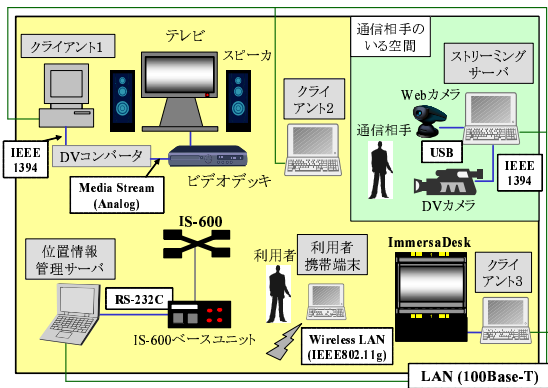 クライアント1
テレビ
スピーカ
通信相手の
いる空間
ストリーミング
サーバ
Webカメラ
クライ
アント2
通信相手
USB
IEEE
1394
DVカメラ
IEEE
1394
DVコンバータ
Media Stream
(Analog)
ビデオデッキ
IS-600
位置情報
管理サーバ
RS-232C
IS-600ベースユニット
利用者
利用者
携帯端末
Wireless LAN
(IEEE802.11g)
ImmersaDesk
クライ
アント3
LAN (100Base-T)